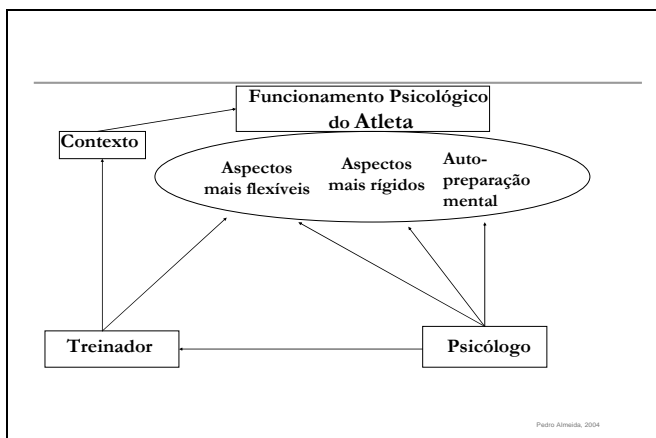 Funcionamento Psicológico
do Atleta
Contexto
Aspectos
mais flexíveis
Aspectos
mais rígidos
Auto-
preparação
mental
Treinador
Psicólogo
Pedro Almeida, 2004